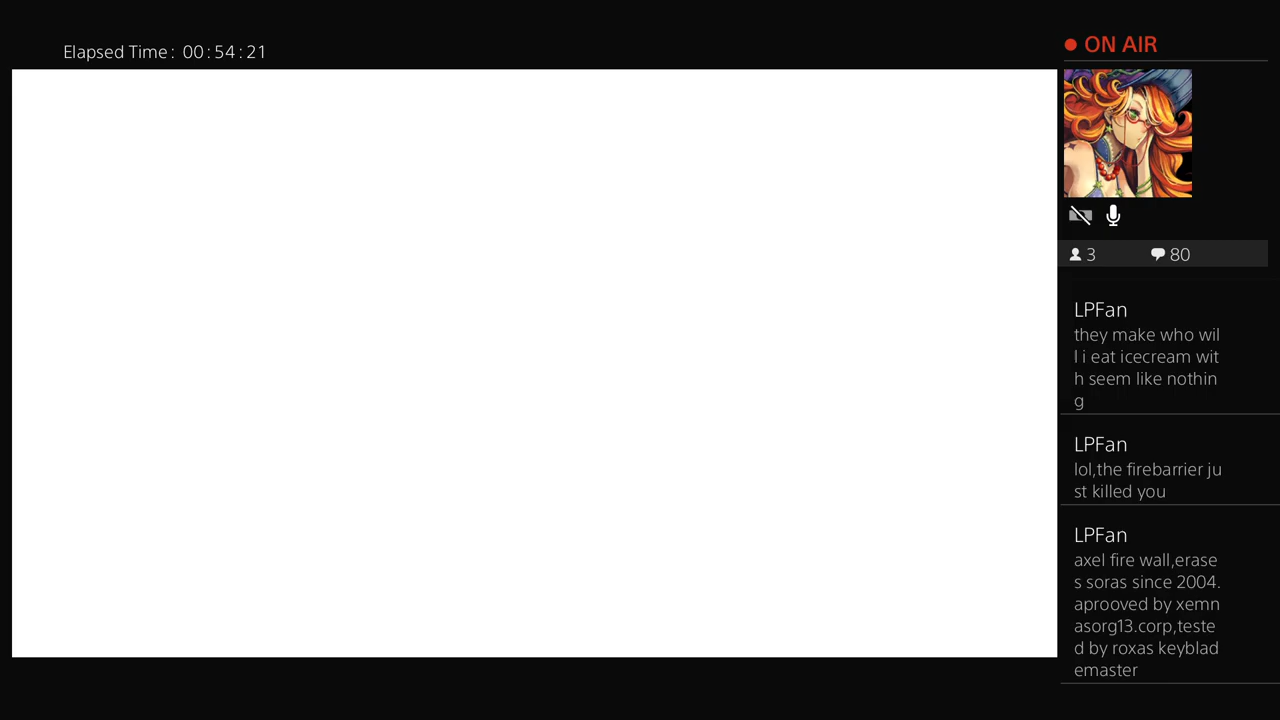 Elapsed Time: 00:54:21
ON AIR
3 80
LPFan
they make who wil
l i eat icecream wit
h seem like nothin
g
LPFan
lol,the firebarrier ju
st killed you
LPFan
axel fire wall,erase
s soras since 2004.
aprooved by xemn
asorg13.corp,teste
d by roxas keyblad
emaster